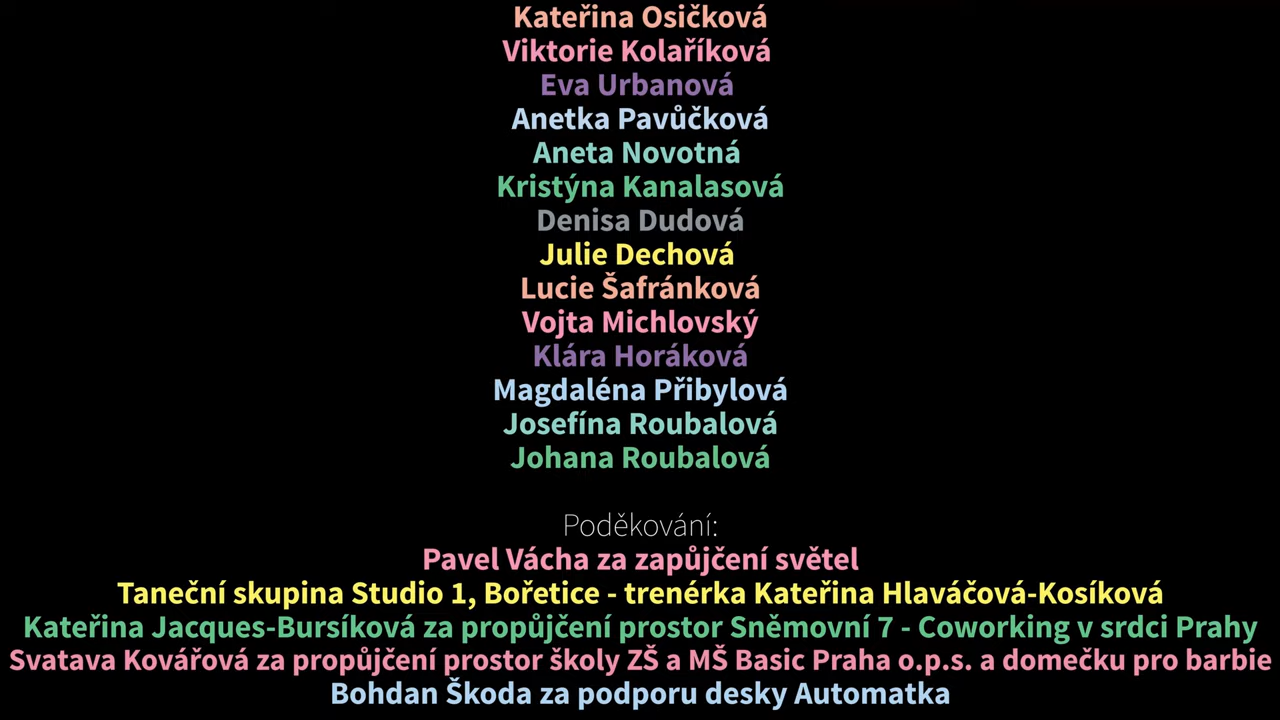 Kateřina Osičková
Viktorie Kolaříková
Eva Urbanová
Anetka Pavůčková
Aneta Novotná
Kristýna Kanalasová
Denisa Dudová
Julie Dechová
Lucie Šafránková
Vojta Michlovský
Klára Horáková
Magdaléna Přibylová
Josefína Roubalová
Johana Roubalová
Poděkování:
Pavel Vácha za zapůjčení světel
Taneční skupina Studio 1, Bořetice - trenérka Kateřina Hlaváčová-Kosíková
Kateřina Jacques-Bursíková za propůjčení prostor Sněmovní 7 - Coworking v srdci Prahy
Svatava Kovářová za propůjčení prostor školy ZŠ a MŠ Basic Praha o.p.s. a domečku pro barbie
Bohdan Škoda za podporu desky Automatka